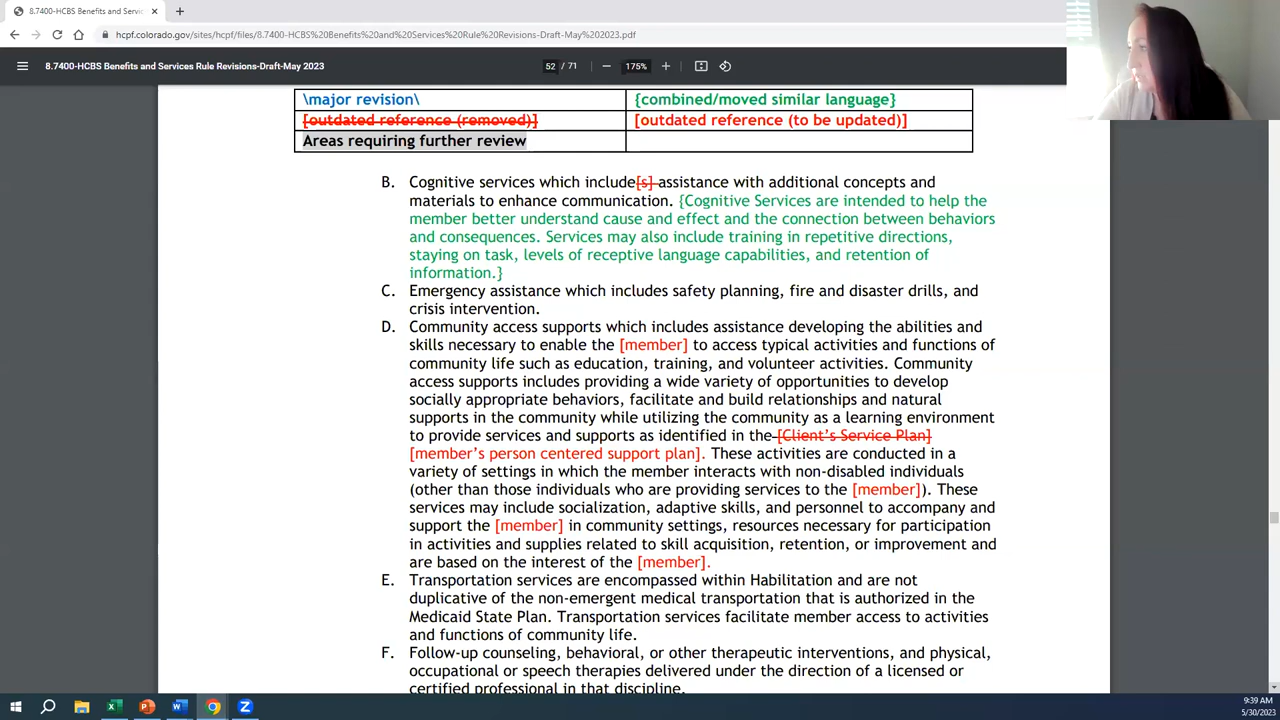 8.7400-HCBS Benefits and Servic
hcpf.colorado.gov/sites/hcpf/files/8.7400-HCBS%20Benefits%20and%20Services%20Rule%20Revisions-Draft-May%202023.pdf
8.7400-HCBS Benefits and Services Rule Revisions-Draft-May 2023
52 / 71
175%
\major revision\ {combined/moved similar language}
[outdated reference (removed)] [outdated reference (to be updated)]
Areas requiring further review
B. Cognitive services which include[s] assistance with additional concepts and
materials to enhance communication. {Cognitive Services are intended to help the
member better understand cause and effect and the connection between behaviors
and consequences. Services may also include training in repetitive directions,
staying on task, levels of receptive language capabilities, and retention of
information.}
C. Emergency assistance which includes safety planning, fire and disaster drills, and
crisis intervention.
D. Community access supports which includes assistance developing the abilities and
skills necessary to enable the [member] to access typical activities and functions of
community life such as education, training, and volunteer activities. Community
access supports includes providing a wide variety of opportunities to develop
socially appropriate behaviors, facilitate and build relationships and natural
supports in the community while utilizing the community as a learning environment
to provide services and supports as identified in the [Client's Service Plan]
[member's person centered support plan]. These activities are conducted in a
variety of settings in which the member interacts with non-disabled individuals
(other than those individuals who are providing services to the [member]). These
services may include socialization, adaptive skills, and personnel to accompany and
support the [member] in community settings, resources necessary for participation
in activities and supplies related to skill acquisition, retention, or improvement and
are based on the interest of the [member].
E. Transportation services are encompassed within Habilitation and are not
duplicative of the non-emergent medical transportation that is authorized in the
Medicaid State Plan. Transportation services facilitate member access to activities
and functions of community life.
F. Follow-up counseling, behavioral, or other therapeutic interventions, and physical,
occupational or speech therapies delivered under the direction of a licensed or
certified professional in that discipline.
9:39 AM
5/30/2023